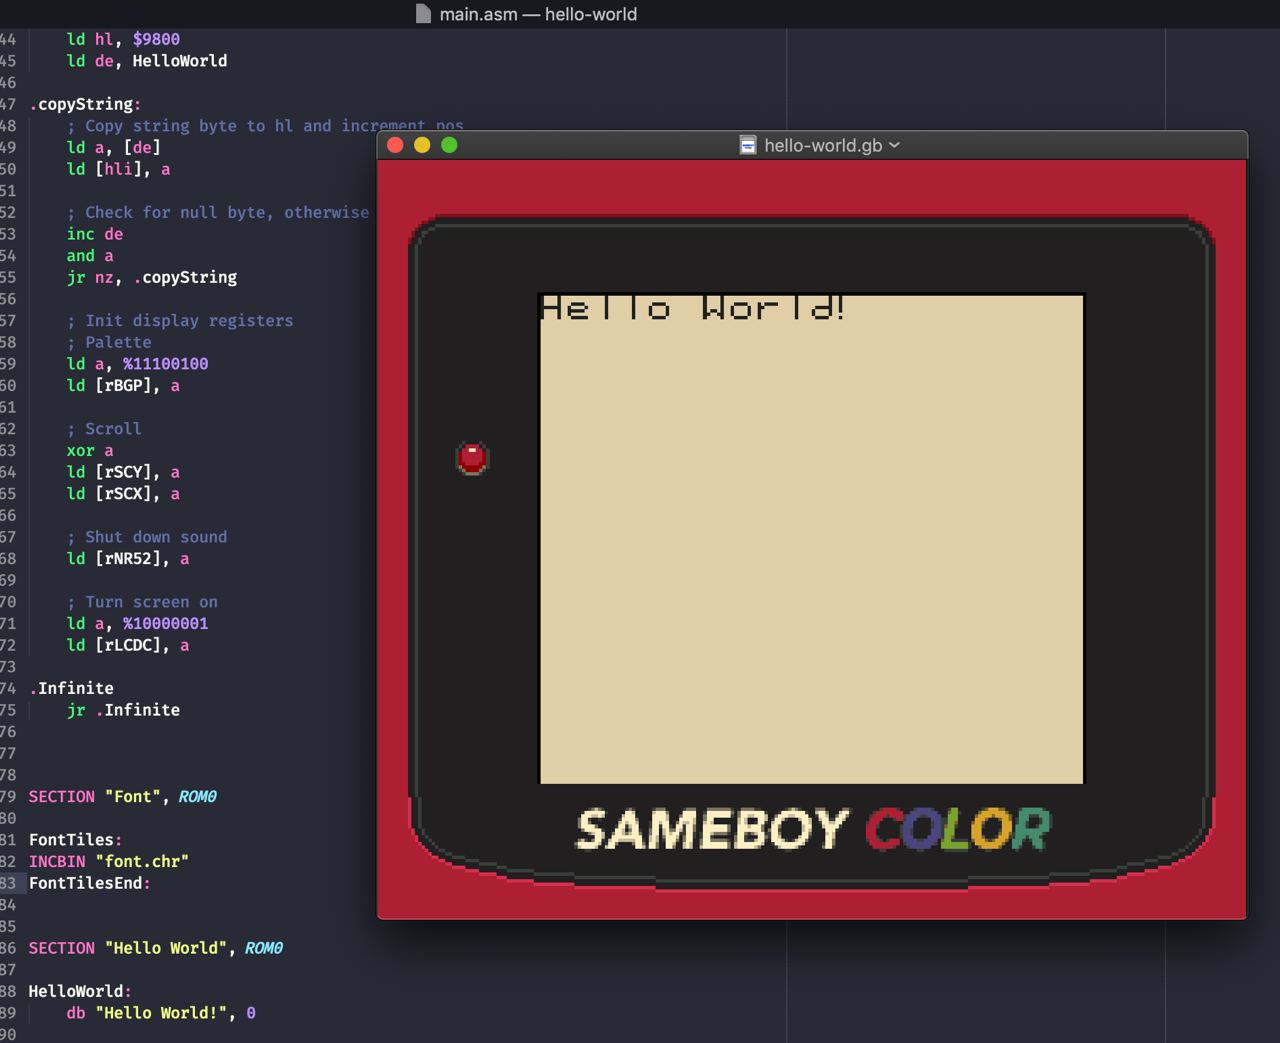 main.asm — hello-world
44 ld hl, $9800
45 ld de, HelloWorld
46
47 .copyString:
48 ; Copy string byte to hl and increment pos
49 ld a, [de]
50 ld [hli], a
51
52 ; Check for null byte, otherwise
53 inc de
54 and a
55 jr nz, .copyString
56
57 ; Init display registers
58 ; Palette
59 ld a, %11100100
60 ld [rBGP], a
61
62 ; Scroll
63 xor a
64 ld [rSCY], a
65 ld [rSCX], a
66
67 ; Shut down sound
68 ld [rNR52], a
69
70 ; Turn screen on
71 ld a, %10000001
72 ld [rLCDC], a
73
74 .Infinite
75 jr .Infinite
76
77
78
79 SECTION "Font", ROM0
80
81 FontTiles:
82 INCBIN "font.chr"
83 FontTilesEnd:
84
85
86 SECTION "Hello World", ROM0
87
88 HelloWorld:
89 db "Hello World!", 0
90
hello-world.gb
Hello World!
SAMEBOY COLOR